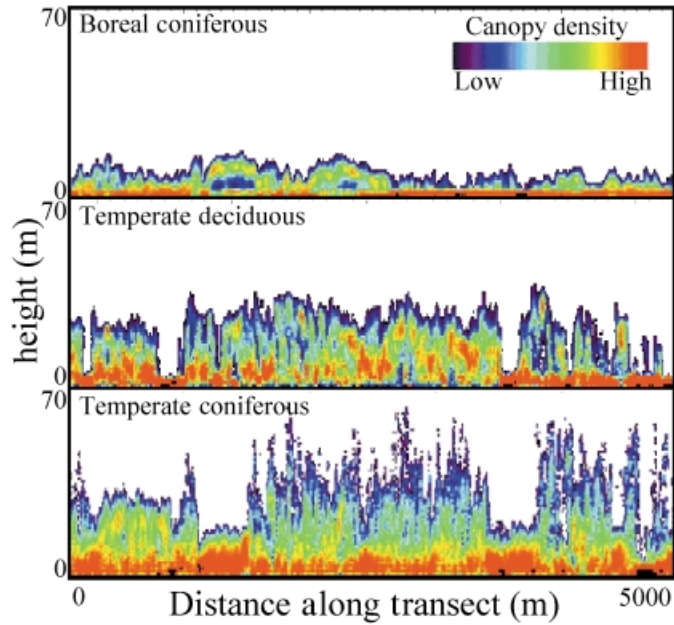 70
Boreal coniferous
Canopy density
Low High
0
70
Temperate deciduous
height (m)
0
70
Temperate coniferous
0
0 Distance along transect (m) 5000